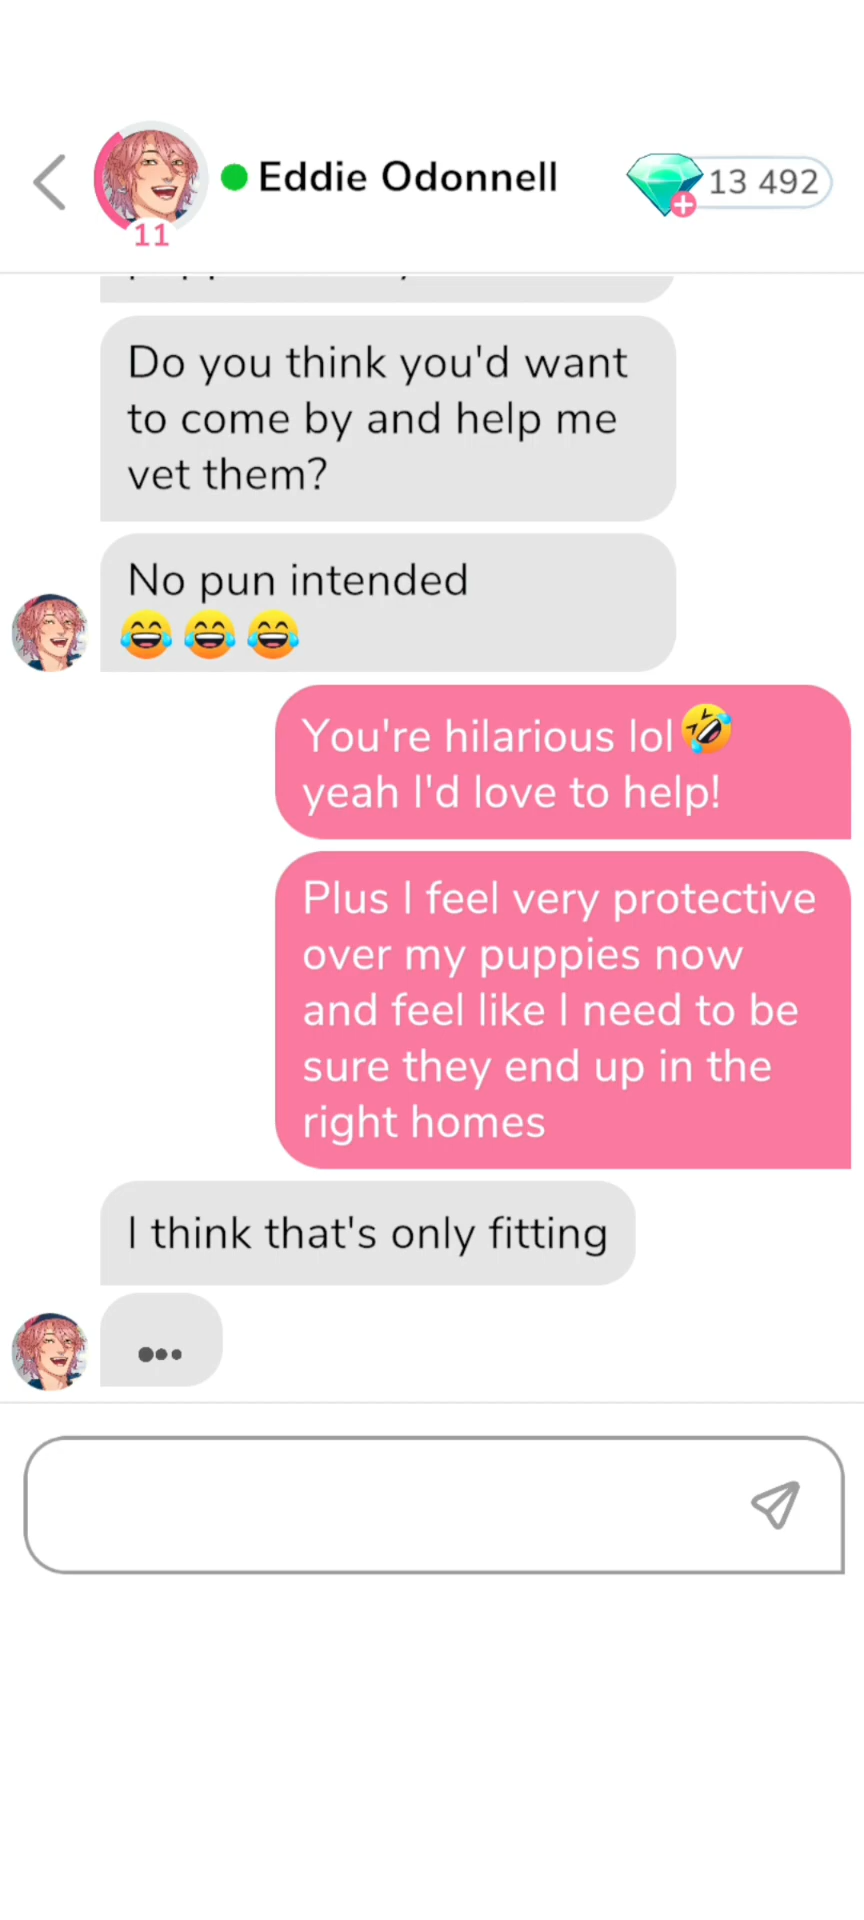 Eddie Odonnell
13 492
11
Do you think you'd want
to come by and help me
vet them?
No pun intended
😂😂😂
You're hilarious lol🤣
yeah I'd love to help!
Plus I feel very protective
over my puppies now
and feel like I need to be
sure they end up in the
right homes
I think that's only fitting